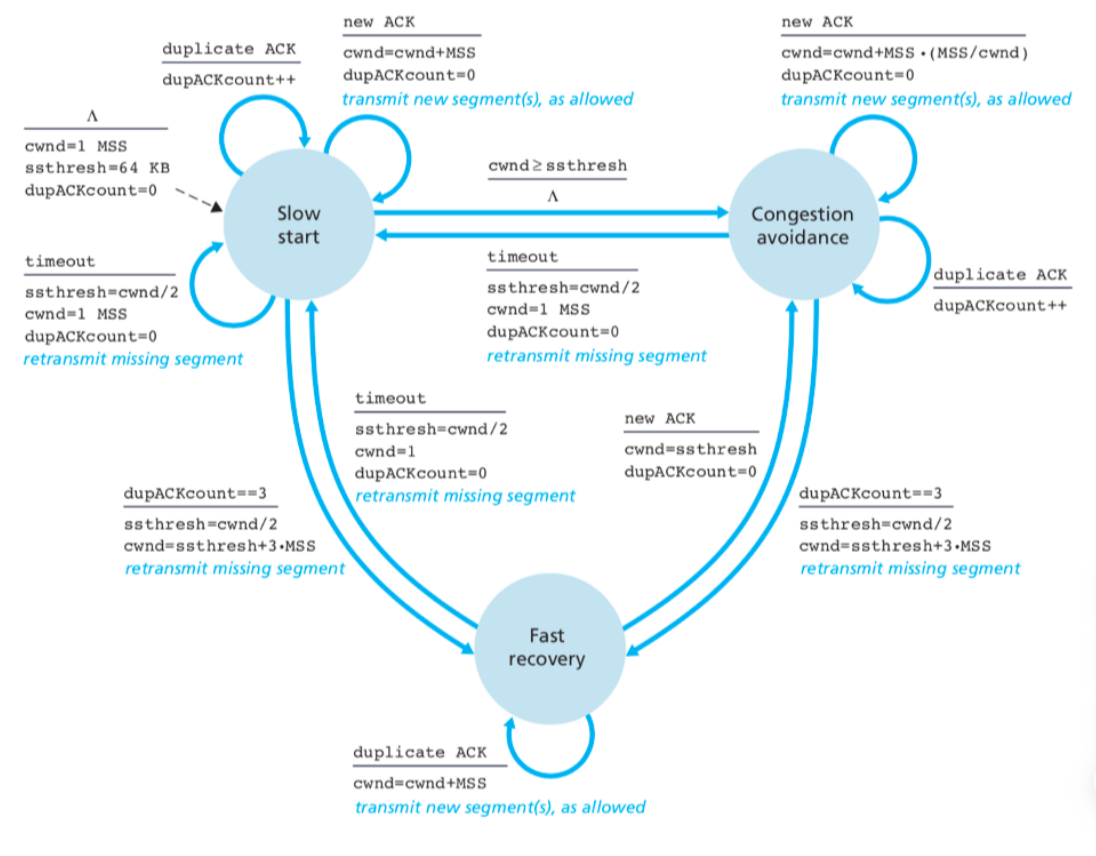 new ACK
cwnd=cwnd+MSS
dupACKcount=0
transmit new segment(s), as allowed
new ACK
cwnd=cwnd+MSS•(MSS/cwnd)
dupACKcount=0
transmit new segment(s), as allowed
duplicate ACK
dupACKcount++
Λ
cwnd=1 MSS
ssthresh=64 KB
dupACKcount=0
cwnd≥ssthresh
Λ
Slow
start
Congestion
avoidance
timeout
ssthresh=cwnd/2
cwnd=1 MSS
dupACKcount=0
retransmit missing segment
timeout
ssthresh=cwnd/2
cwnd=1 MSS
dupACKcount=0
retransmit missing segment
duplicate ACK
dupACKcount++
timeout
ssthresh=cwnd/2
cwnd=1
dupACKcount=0
retransmit missing segment
new ACK
cwnd=ssthresh
dupACKcount=0
dupACKcount==3
ssthresh=cwnd/2
cwnd=ssthresh+3•MSS
retransmit missing segment
dupACKcount==3
ssthresh=cwnd/2
cwnd=ssthresh+3•MSS
retransmit missing segment
Fast
recovery
duplicate ACK
cwnd=cwnd+MSS
transmit new segment(s), as allowed